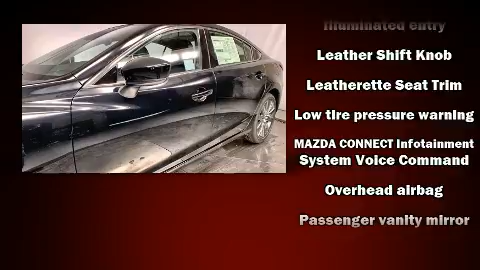 Illuminated entry
Leather Shift Knob
Leatherette Seat Trim
Low tire pressure warning
MAZDA CONNECT Infotainment
System Voice Command
Overhead airbag
Passenger vanity mirror